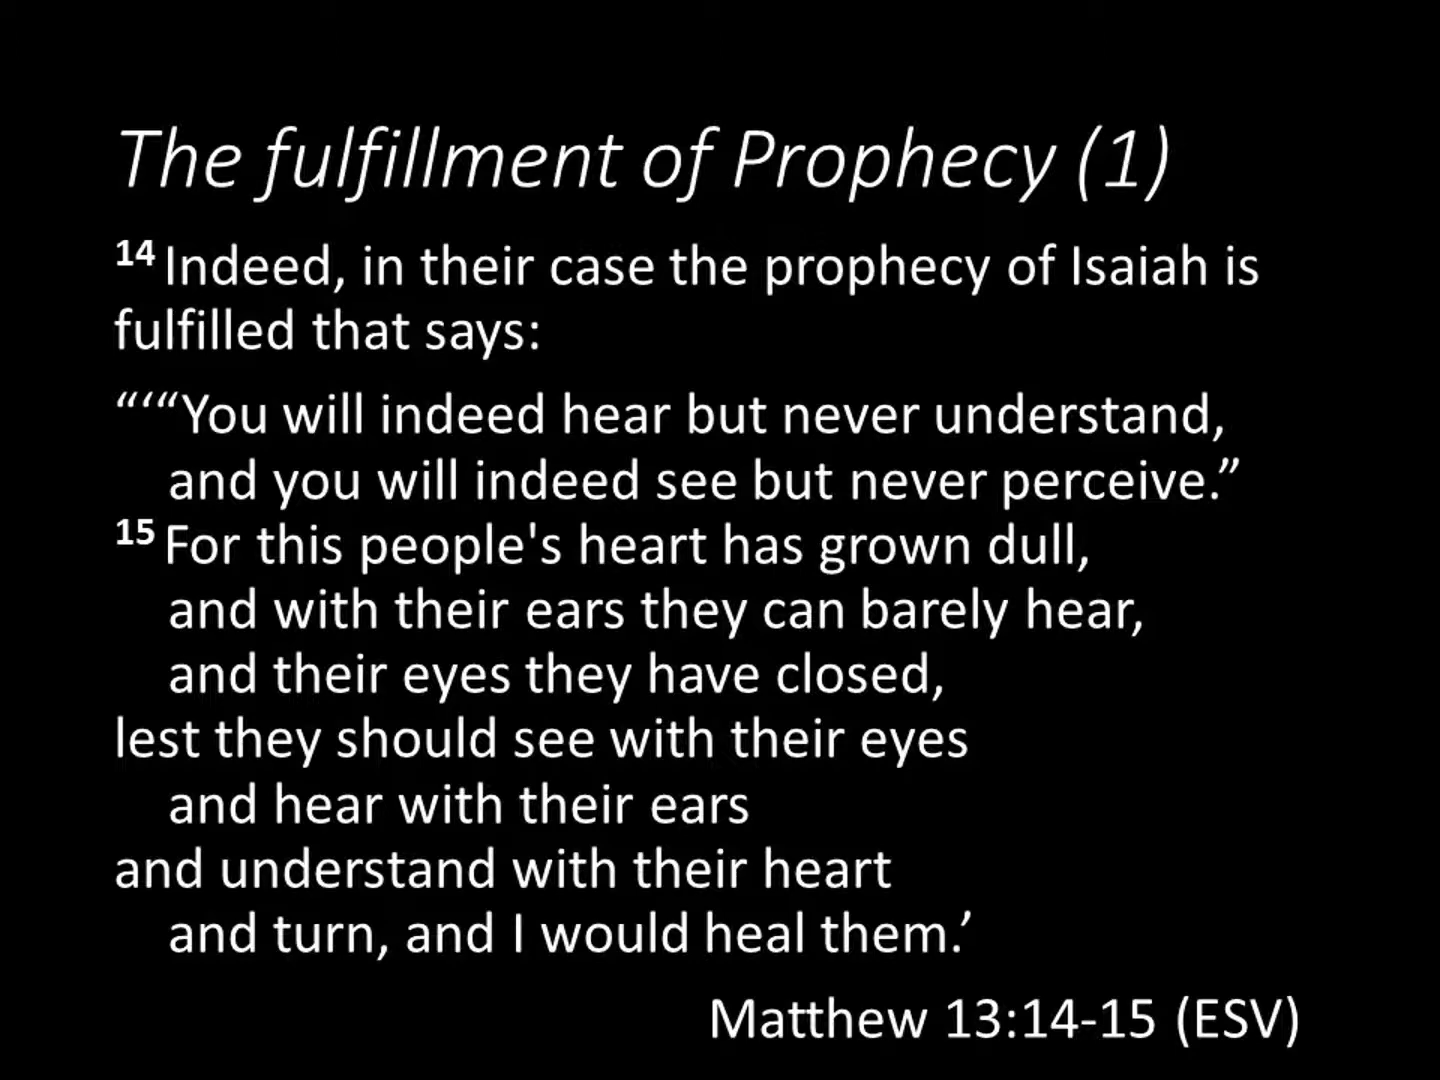 The fulfillment of Prophecy (1)
14 Indeed, in their case the prophecy of Isaiah is
fulfilled that says:
“‘“You will indeed hear but never understand,
and you will indeed see but never perceive.”
15 For this people's heart has grown dull,
and with their ears they can barely hear,
and their eyes they have closed,
lest they should see with their eyes
and hear with their ears
and understand with their heart
and turn, and I would heal them.’
Matthew 13:14-15 (ESV)